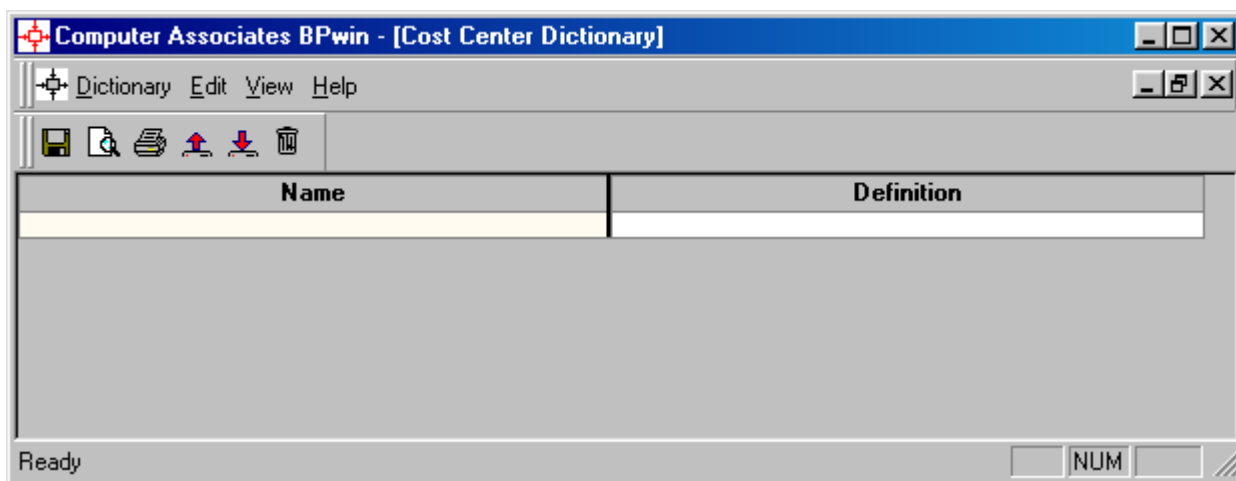 Computer Associates BPwin - [Cost Center Dictionary]
Dictionary Edit View Help
Name Definition
Ready NUM